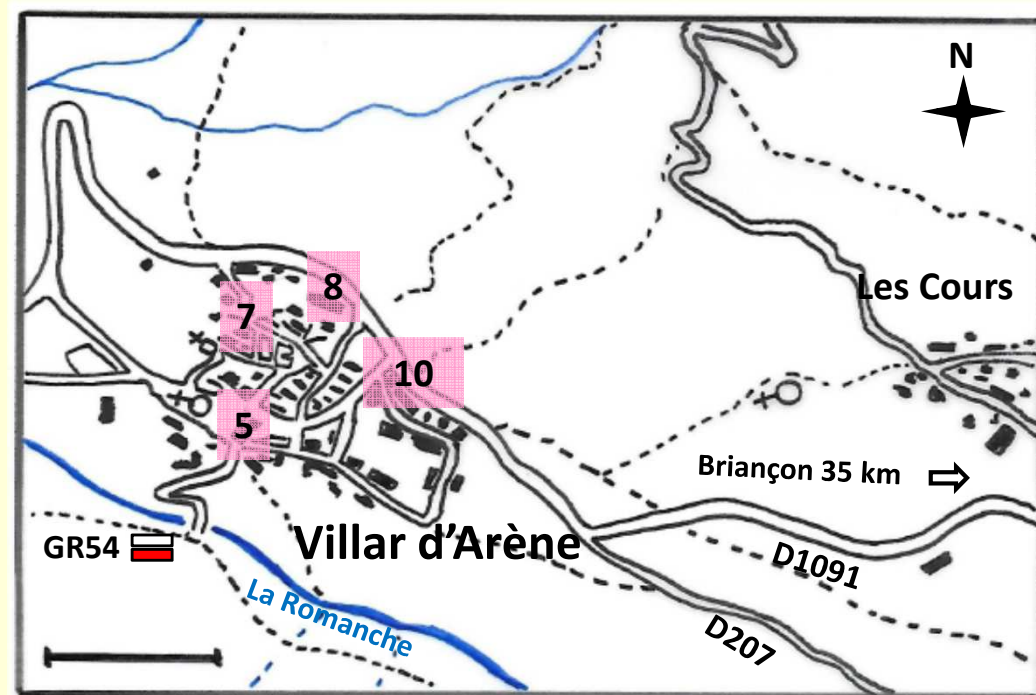 N
8
Les Cours
7
10
5
Briançon 35 km
Villar d'Arène
GR54
D1091
La Romanche
D207